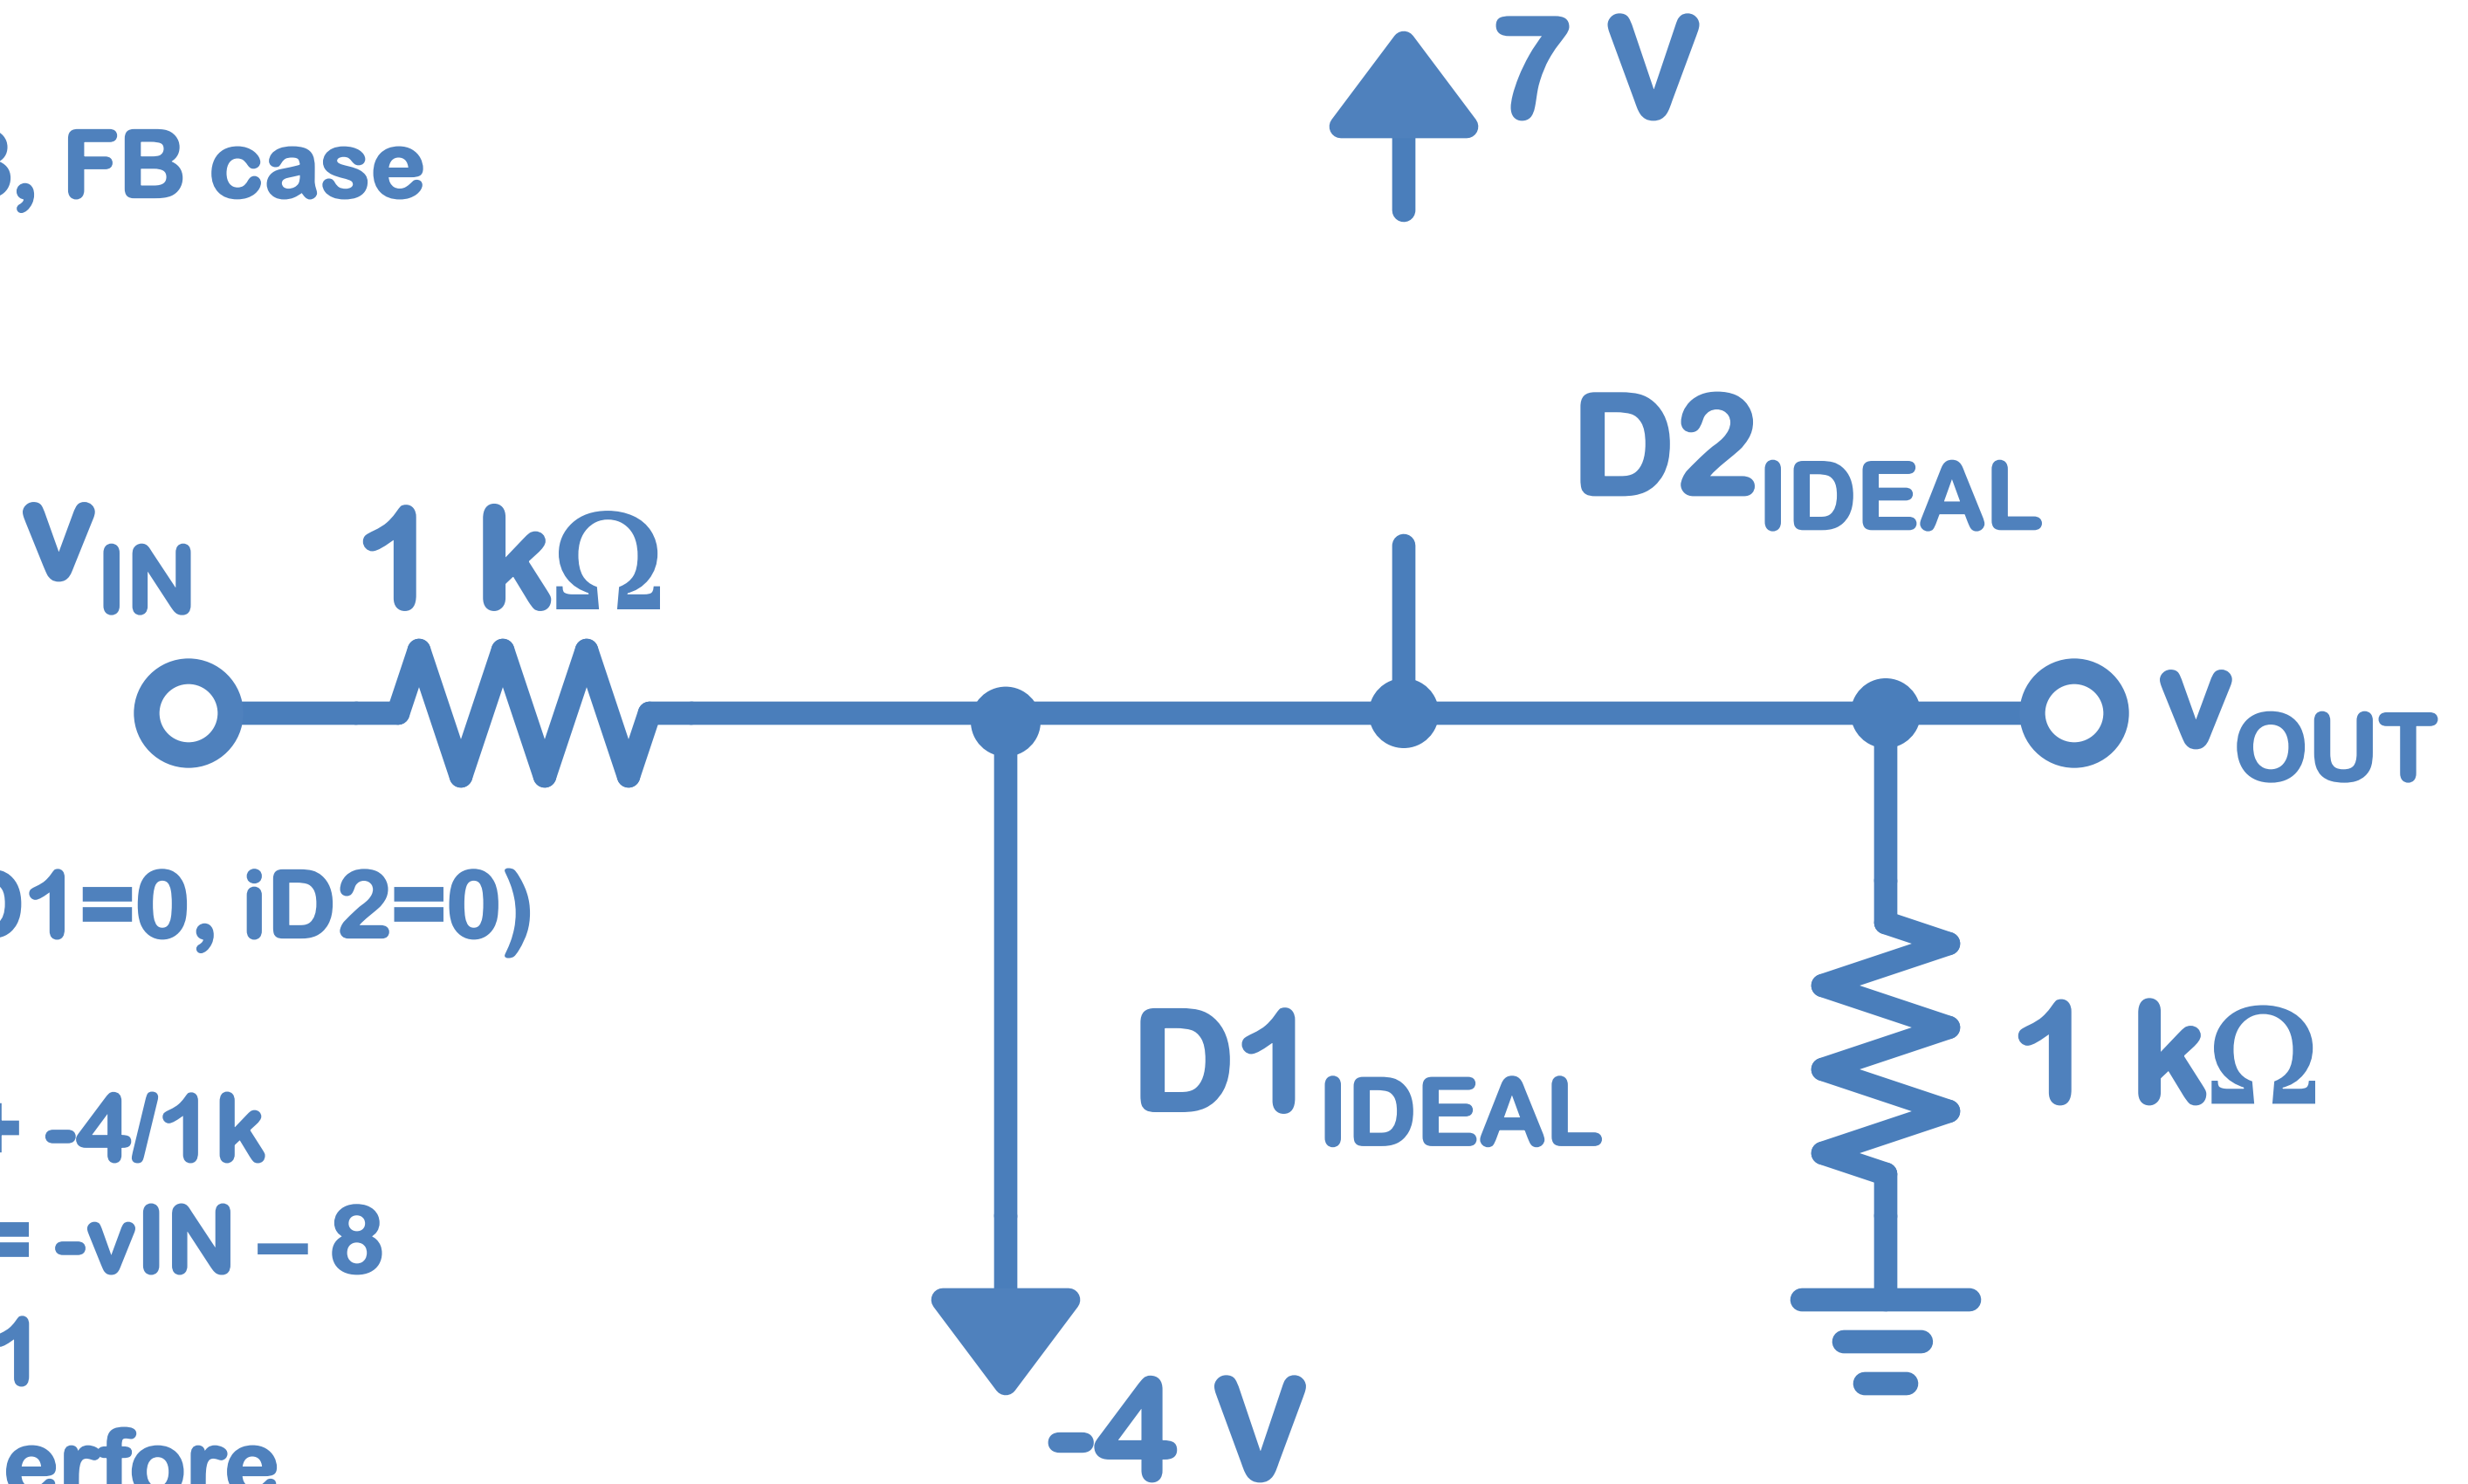 7 V
, FB case
D2IDEAL
VIN
1 kΩ
VOUT
1=0, iD2=0)
D1IDEAL
1 kΩ
-4/1k
= -vIN – 8
1
-4 V